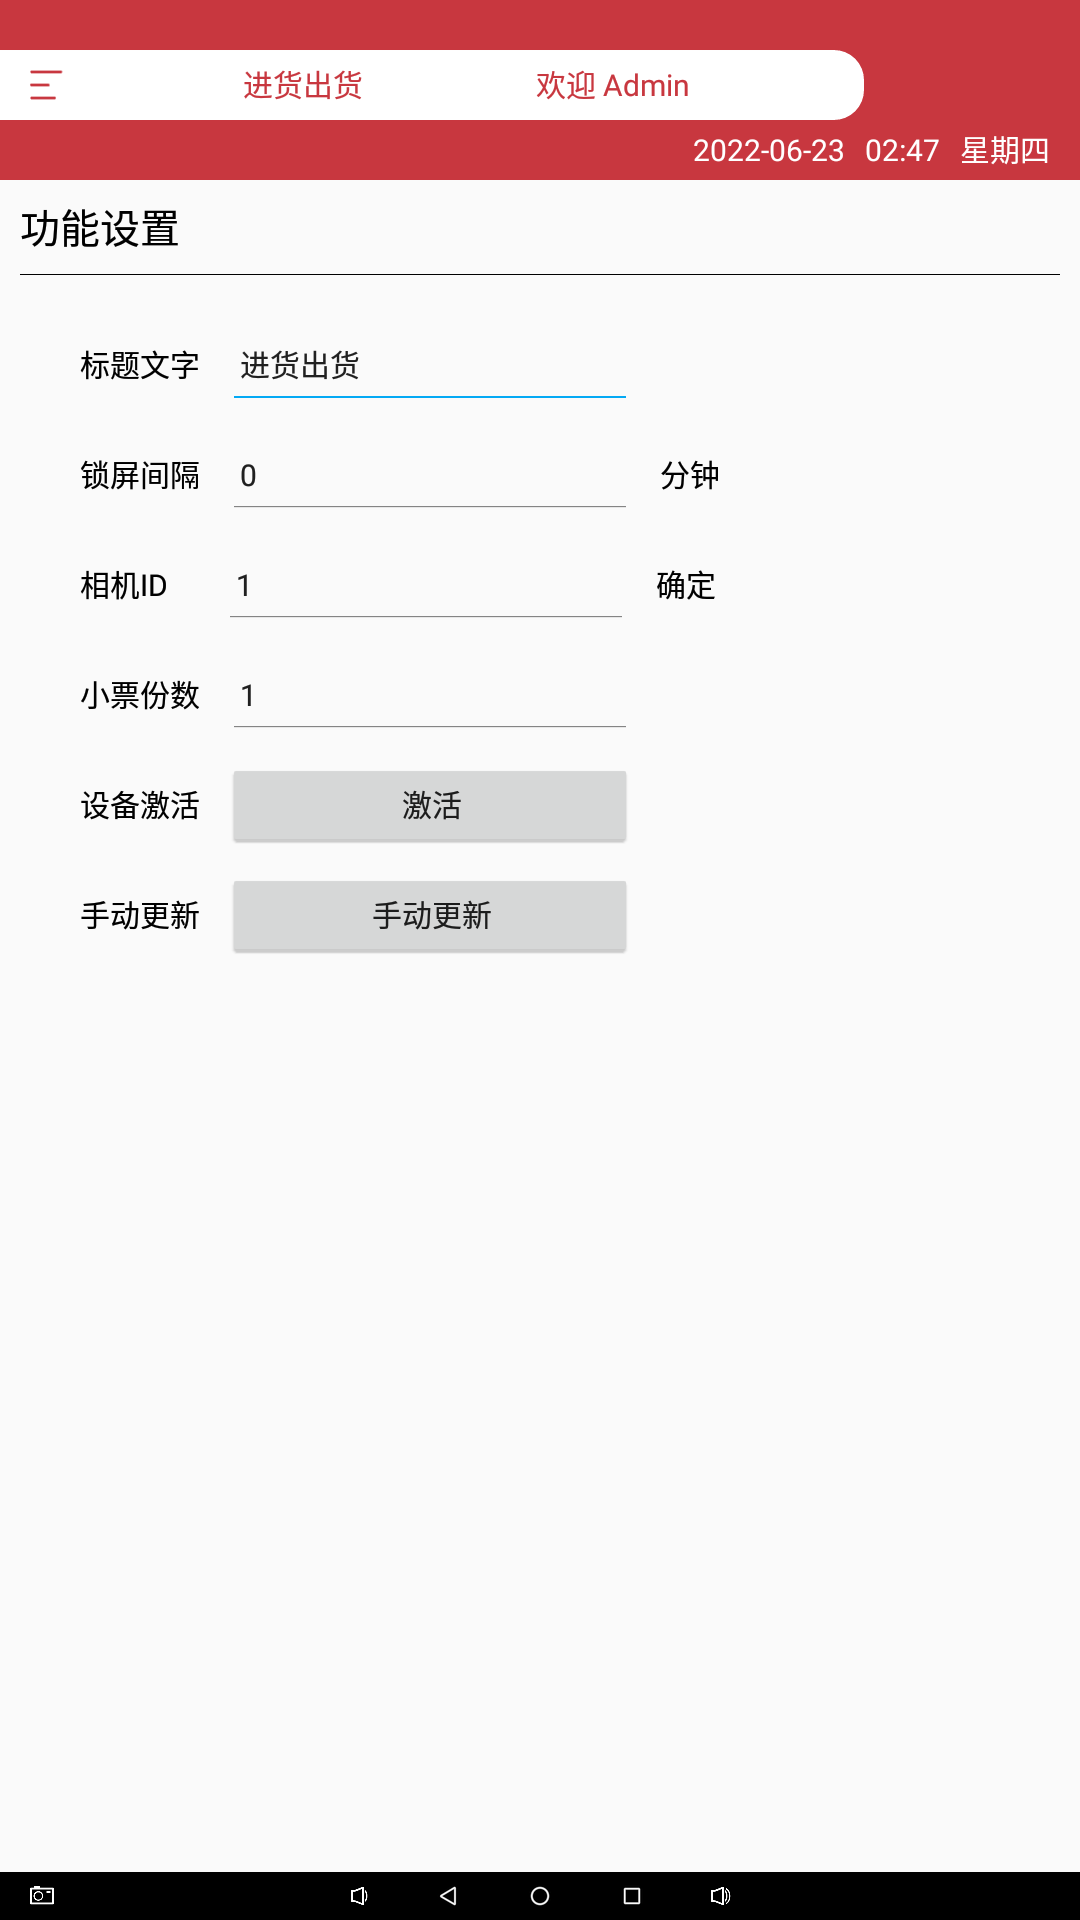 进货出货 欢迎 Admin
2022-06-23 02:47 星期四
功能设置
标题文字 进货出货
锁屏间隔 0 分钟
相机ID 1 确定
小票份数 1
设备激活 激活
手动更新 手动更新